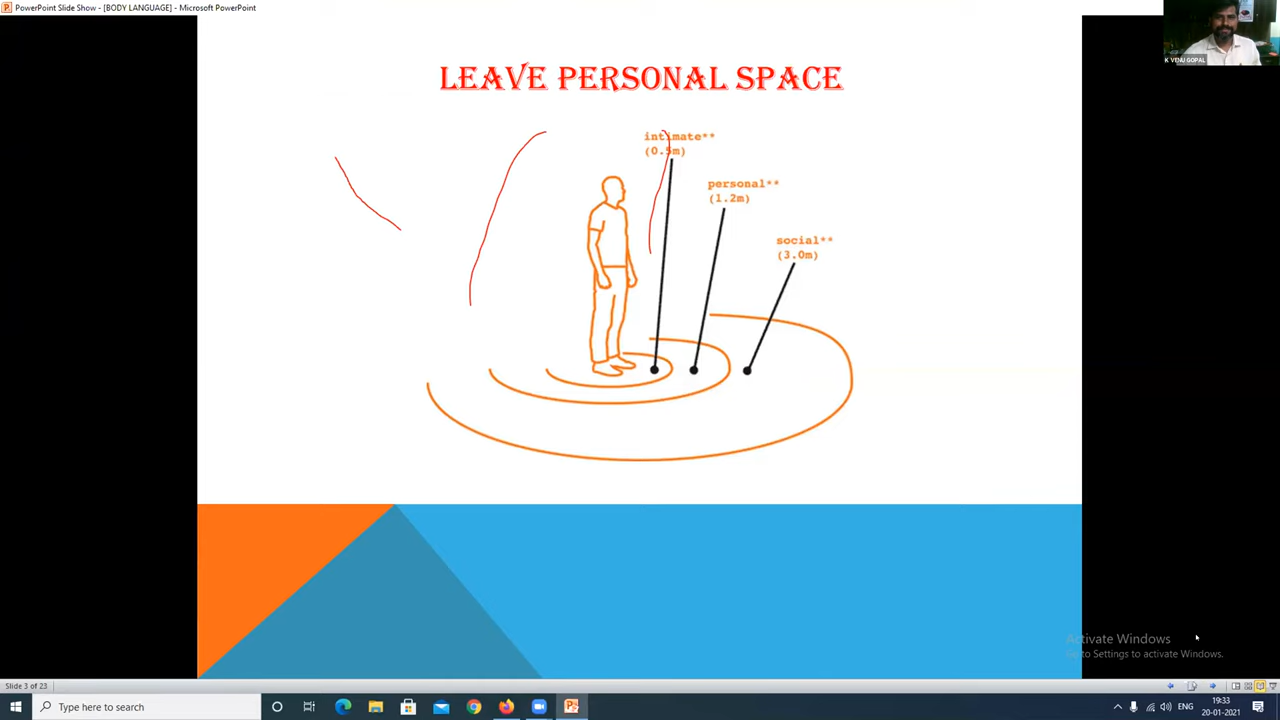 PowerPoint Slide Show - [BODY LANGUAGE] - Microsoft PowerPoint
K VENU GOPAL
LEAVE PERSONAL SPACE
intimate**
(0.5m)
personal**
(1.2m)
social**
(3.0m)
Activate Windows
Go to Settings to activate Windows.
Slide 3 of 23
Type here to search
ENG
19:33
20-01-2021